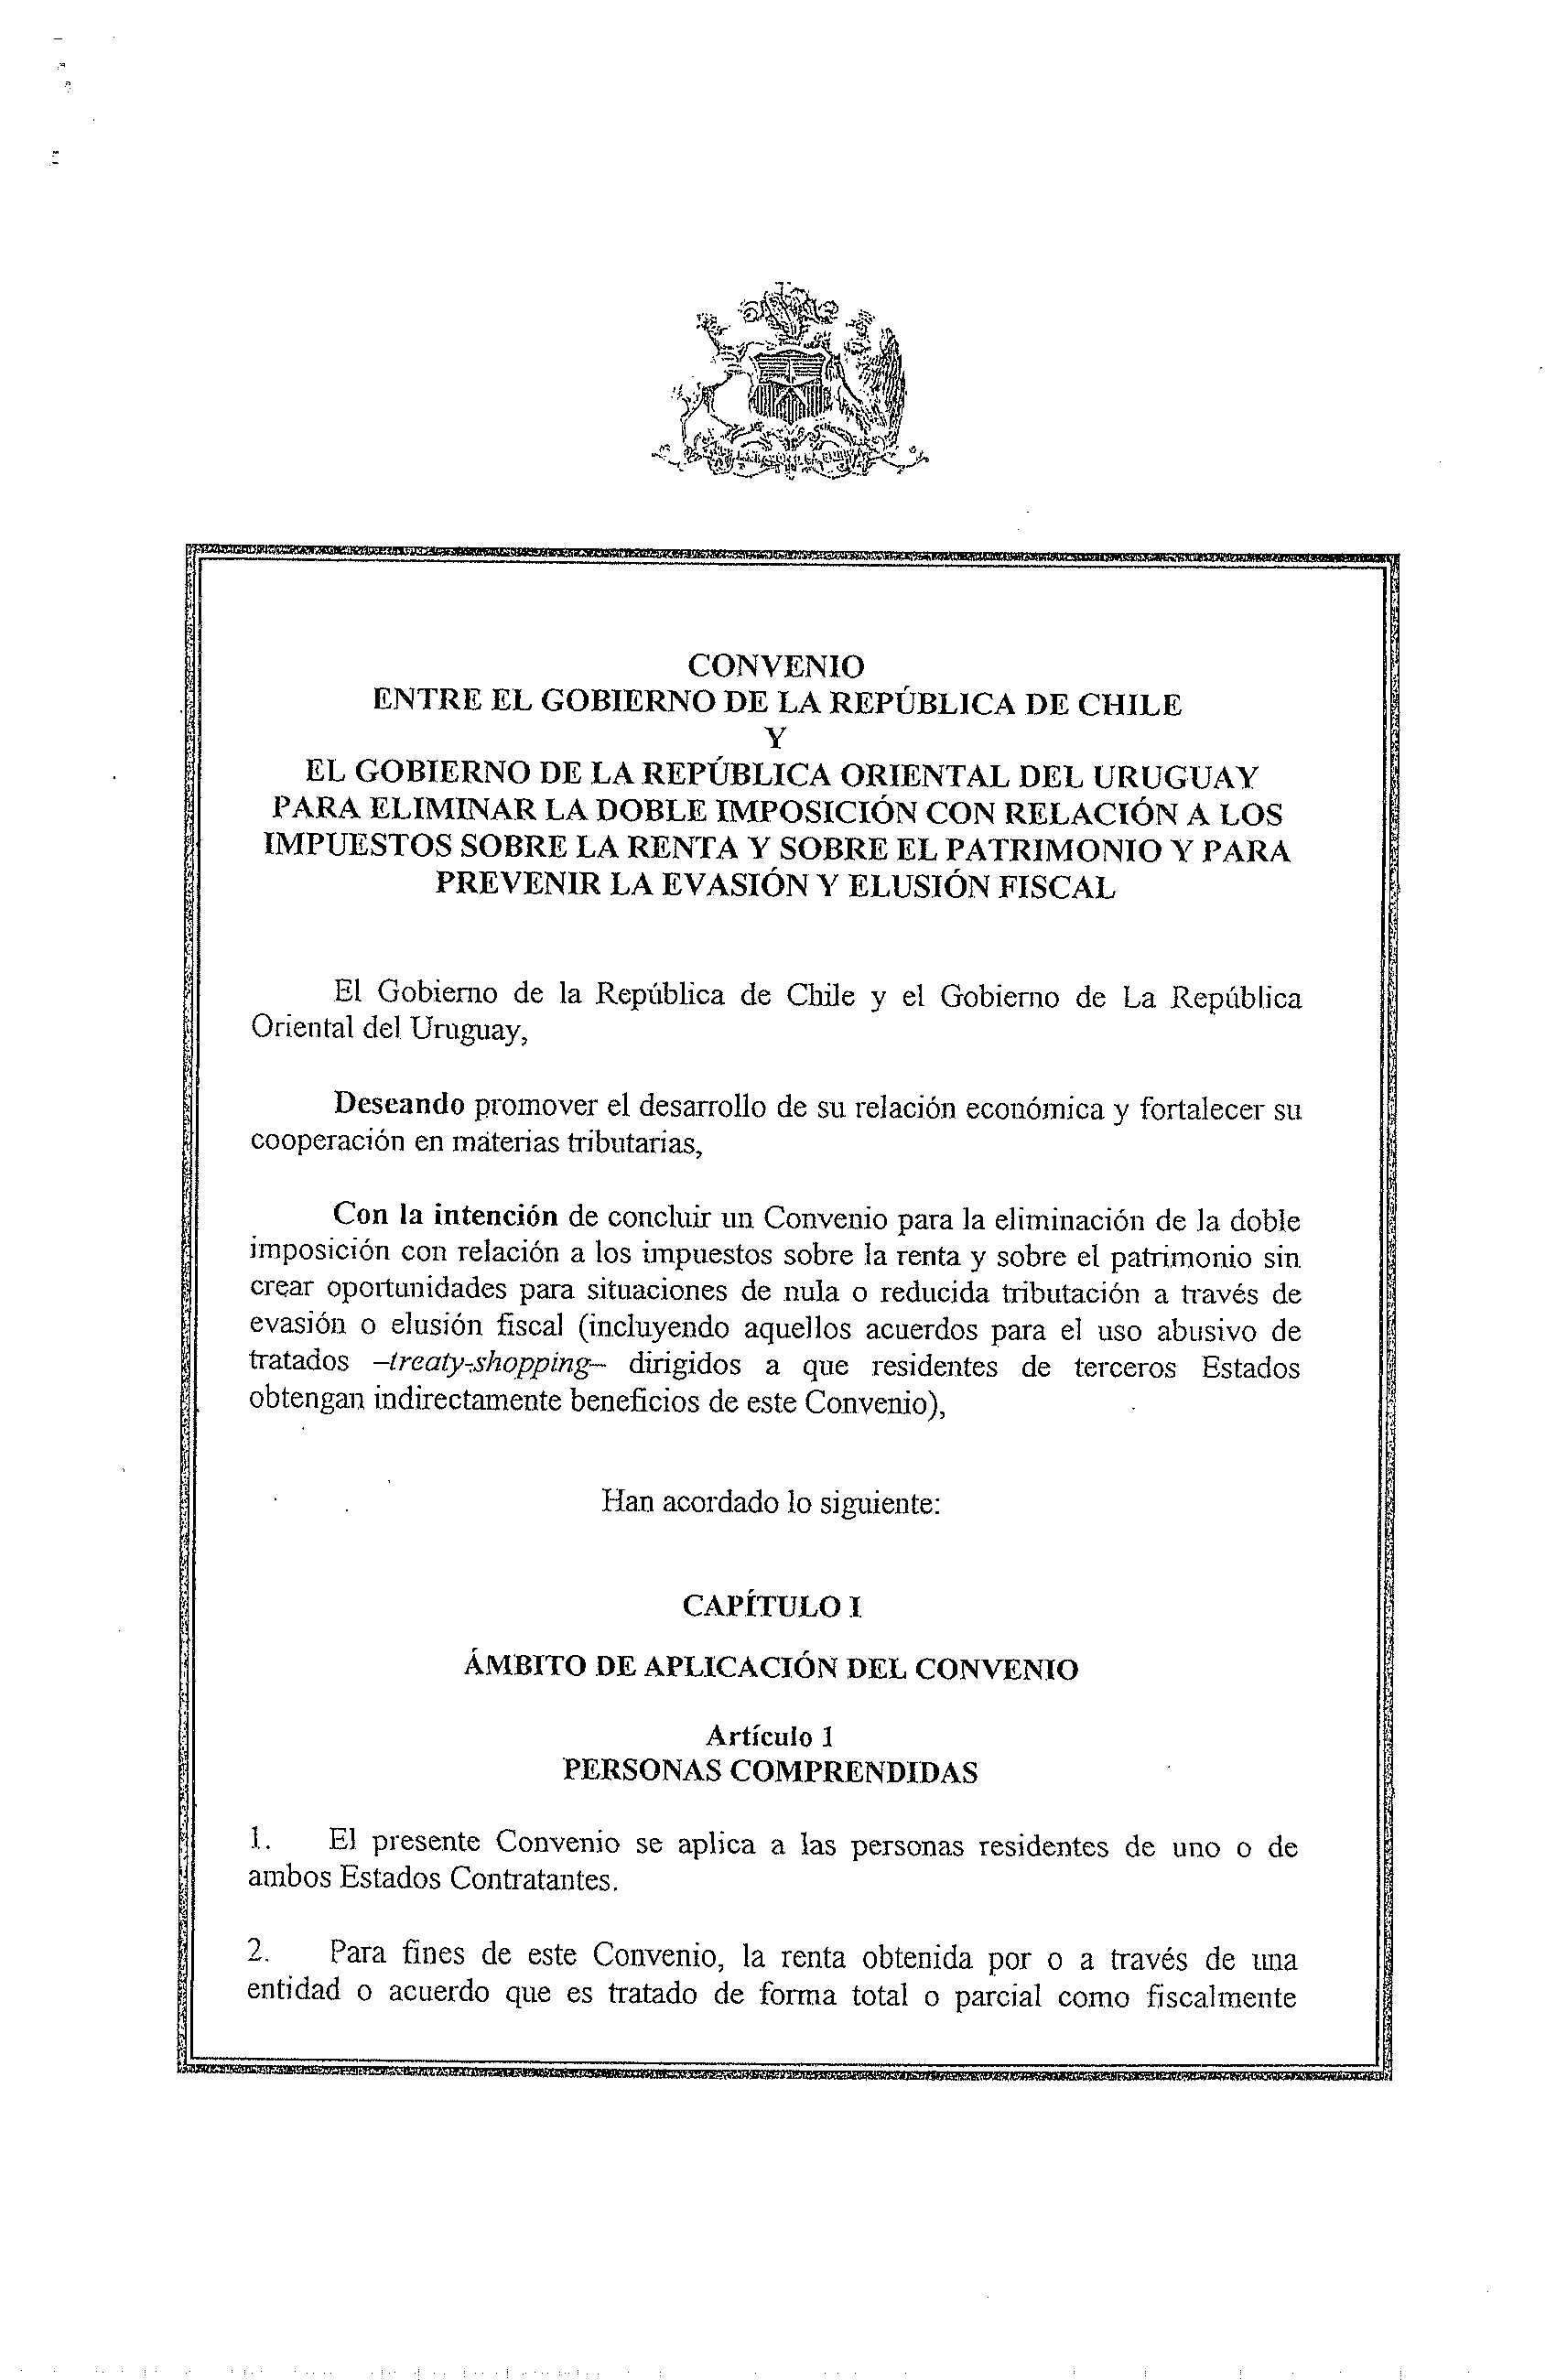 CONVENIO
ENTRE EL GOBIERNO DE LA REPÚBLICA DE CHILE
Y
EL GOBIERNO DE LA REPÚBLICA ORIENTAL DEL URUGUAY
PARA ELIMINAR LA DOBLE IMPOSICIÓN CON RELACIÓN A LOS
IMPUESTOS SOBRE LA RENTA Y SOBRE EL PATRIMONIO Y PARA
PREVENIR LA EVASIÓN Y ELUSIÓN FISCAL
El Gobierno de la República de Chile y el Gobierno de La República
Oriental del Uruguay,
Deseando promover el desarrollo de su relación económica y fortalecer su
cooperación en materias tributarias,
Con la intención de concluir un Convenio para la eliminación de la doble
imposición con relación a los impuestos sobre la renta y sobre el patrimonio sin
crear oportunidades para situaciones de nula o reducida tributación a través de
evasión o elusión fiscal (incluyendo aquellos acuerdos para el uso abusivo de
tratados –treaty-shopping– dirigidos a que residentes de terceros Estados
obtengan indirectamente beneficios de este Convenio),
Han acordado lo siguiente:
CAPÍTULO I
ÁMBITO DE APLICACIÓN DEL CONVENIO
Artículo 1
PERSONAS COMPRENDIDAS
1. El presente Convenio se aplica a las personas residentes de uno o de
ambos Estados Contratantes.
2. Para fines de este Convenio, la renta obtenida por o a través de una
entidad o acuerdo que es tratado de forma total o parcial como fiscalmente